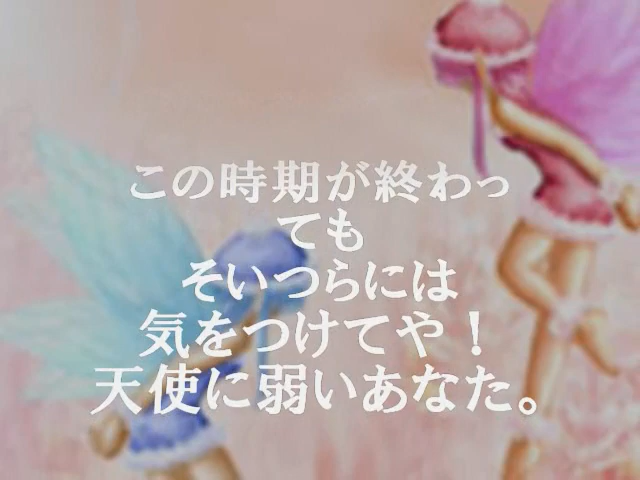 この時期が終わっ
ても
そいつらには
気をつけてや！
天使に弱いあなた。